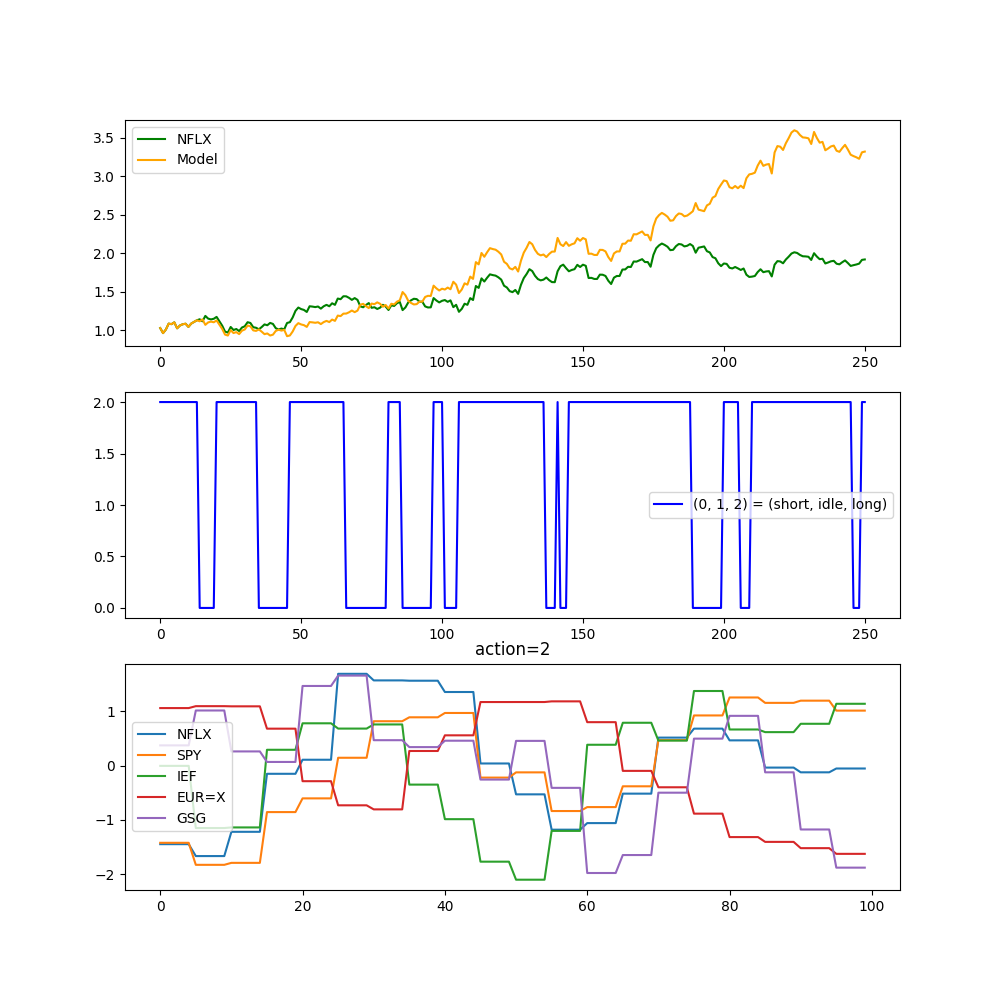 NFLX
Model
3.5
3.0
2.5
2.0
1.5
1.0
0 50 100 150 200 250
2.0
1.5
1.0
0.5
0.0
(0, 1, 2) = (short, idle, long)
0 50 100 150 200 250
action=2
1
0
−1
−2
NFLX
SPY
IEF
EUR=X
GSG
0 20 40 60 80 100